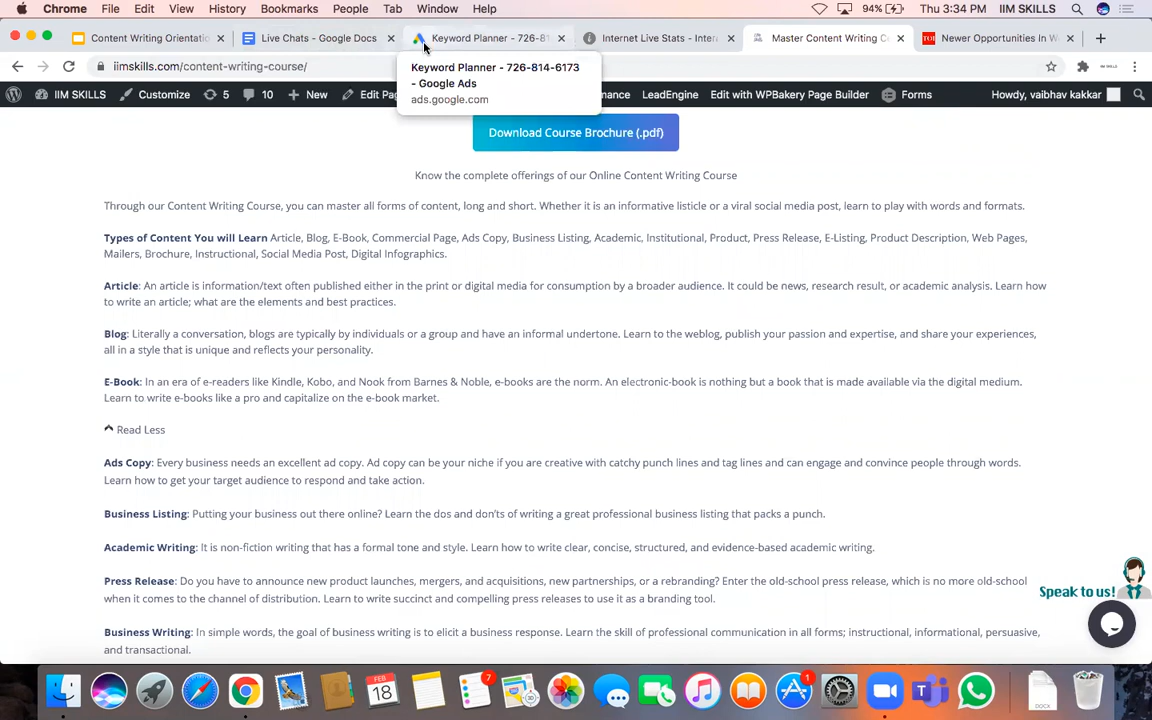 Chrome File Edit View History Bookmarks People Tab Window Help 94% Thu 3:34 PM IIM SKILLS
Content Writing Orientatio Live Chats - Google Docs Keyword Planner - 726-81 Internet Live Stats - Inter Master Content Writing C Newer Opportunities In W
iimskills.com/content-writing-course/
Keyword Planner - 726-814-6173
- Google Ads
ads.google.com
IIM SKILLS Customize 5 10 New Edit Pag mance LeadEngine Edit with WPBakery Page Builder Forms Howdy, vaibhav kakkar
Download Course Brochure (.pdf)
Know the complete offerings of our Online Content Writing Course
Through our Content Writing Course, you can master all forms of content, long and short. Whether it is an informative listicle or a viral social media post, learn to play with words and formats.
Types of Content You will Learn Article, Blog, E-Book, Commercial Page, Ads Copy, Business Listing, Academic, Institutional, Product, Press Release, E-Listing, Product Description, Web Pages,
Mailers, Brochure, Instructional, Social Media Post, Digital Infographics.
Article: An article is information/text often published either in the print or digital media for consumption by a broader audience. It could be news, research result, or academic analysis. Learn how
to write an article; what are the elements and best practices.
Blog: Literally a conversation, blogs are typically by individuals or a group and have an informal undertone. Learn to the weblog, publish your passion and expertise, and share your experiences,
all in a style that is unique and reflects your personality.
E-Book: In an era of e-readers like Kindle, Kobo, and Nook from Barnes & Noble, e-books are the norm. An electronic-book is nothing but a book that is made available via the digital medium.
Learn to write e-books like a pro and capitalize on the e-book market.
Read Less
Ads Copy: Every business needs an excellent ad copy. Ad copy can be your niche if you are creative with catchy punch lines and tag lines and can engage and convince people through words.
Learn how to get your target audience to respond and take action.
Business Listing: Putting your business out there online? Learn the dos and don'ts of writing a great professional business listing that packs a punch.
Academic Writing: It is non-fiction writing that has a formal tone and style. Learn how to write clear, concise, structured, and evidence-based academic writing.
Press Release: Do you have to announce new product launches, mergers, and acquisitions, new partnerships, or a rebranding? Enter the old-school press release, which is no more old-school
when it comes to the channel of distribution. Learn to write succinct and compelling press releases to use it as a branding tool.
Speak to us!
Business Writing: In simple words, the goal of business writing is to elicit a business response. Learn the skill of professional communication in all forms; instructional, informational, persuasive,
and transactional.
FEB
18
7
1
DOCX